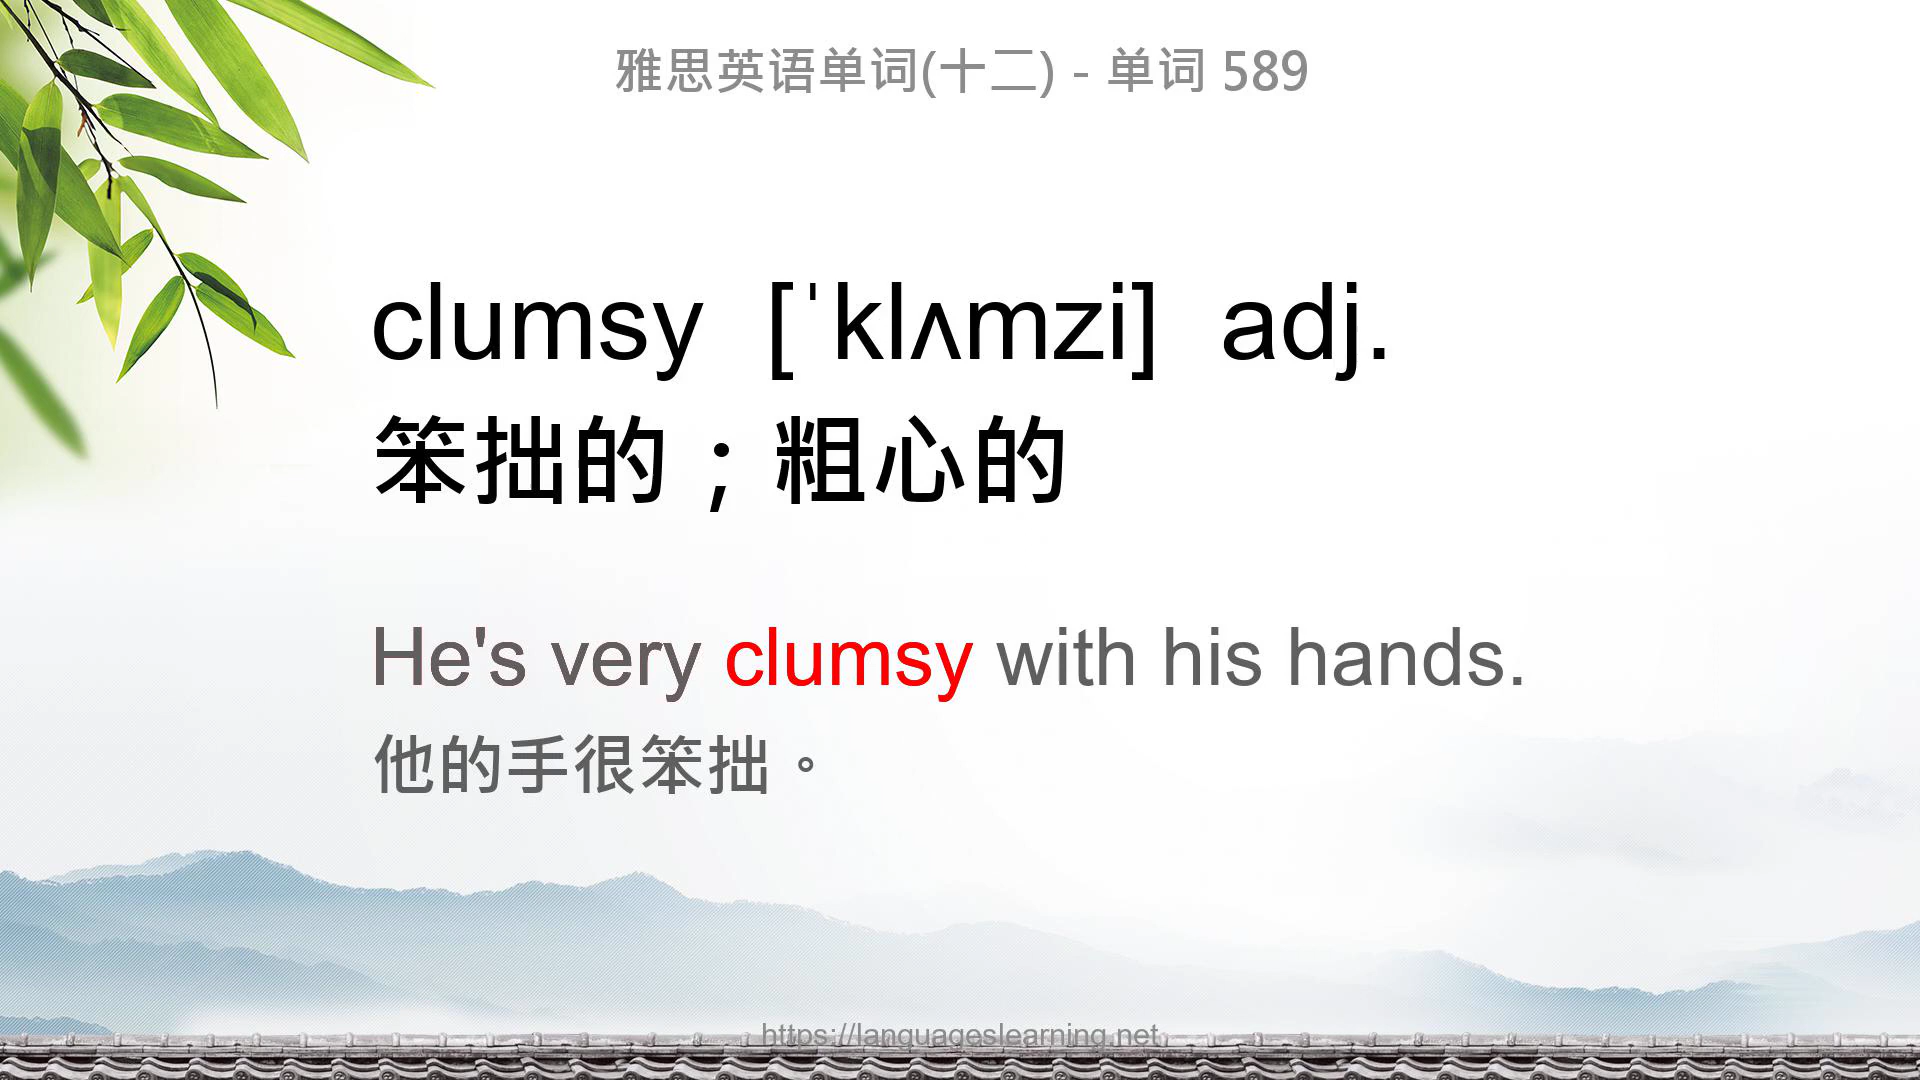 雅思英语单词(十二) - 单词 589
clumsy [ˈklʌmzi] adj.
笨拙的；粗心的
He's very clumsy with his hands.
他的手很笨拙。
https://languageslearning.net